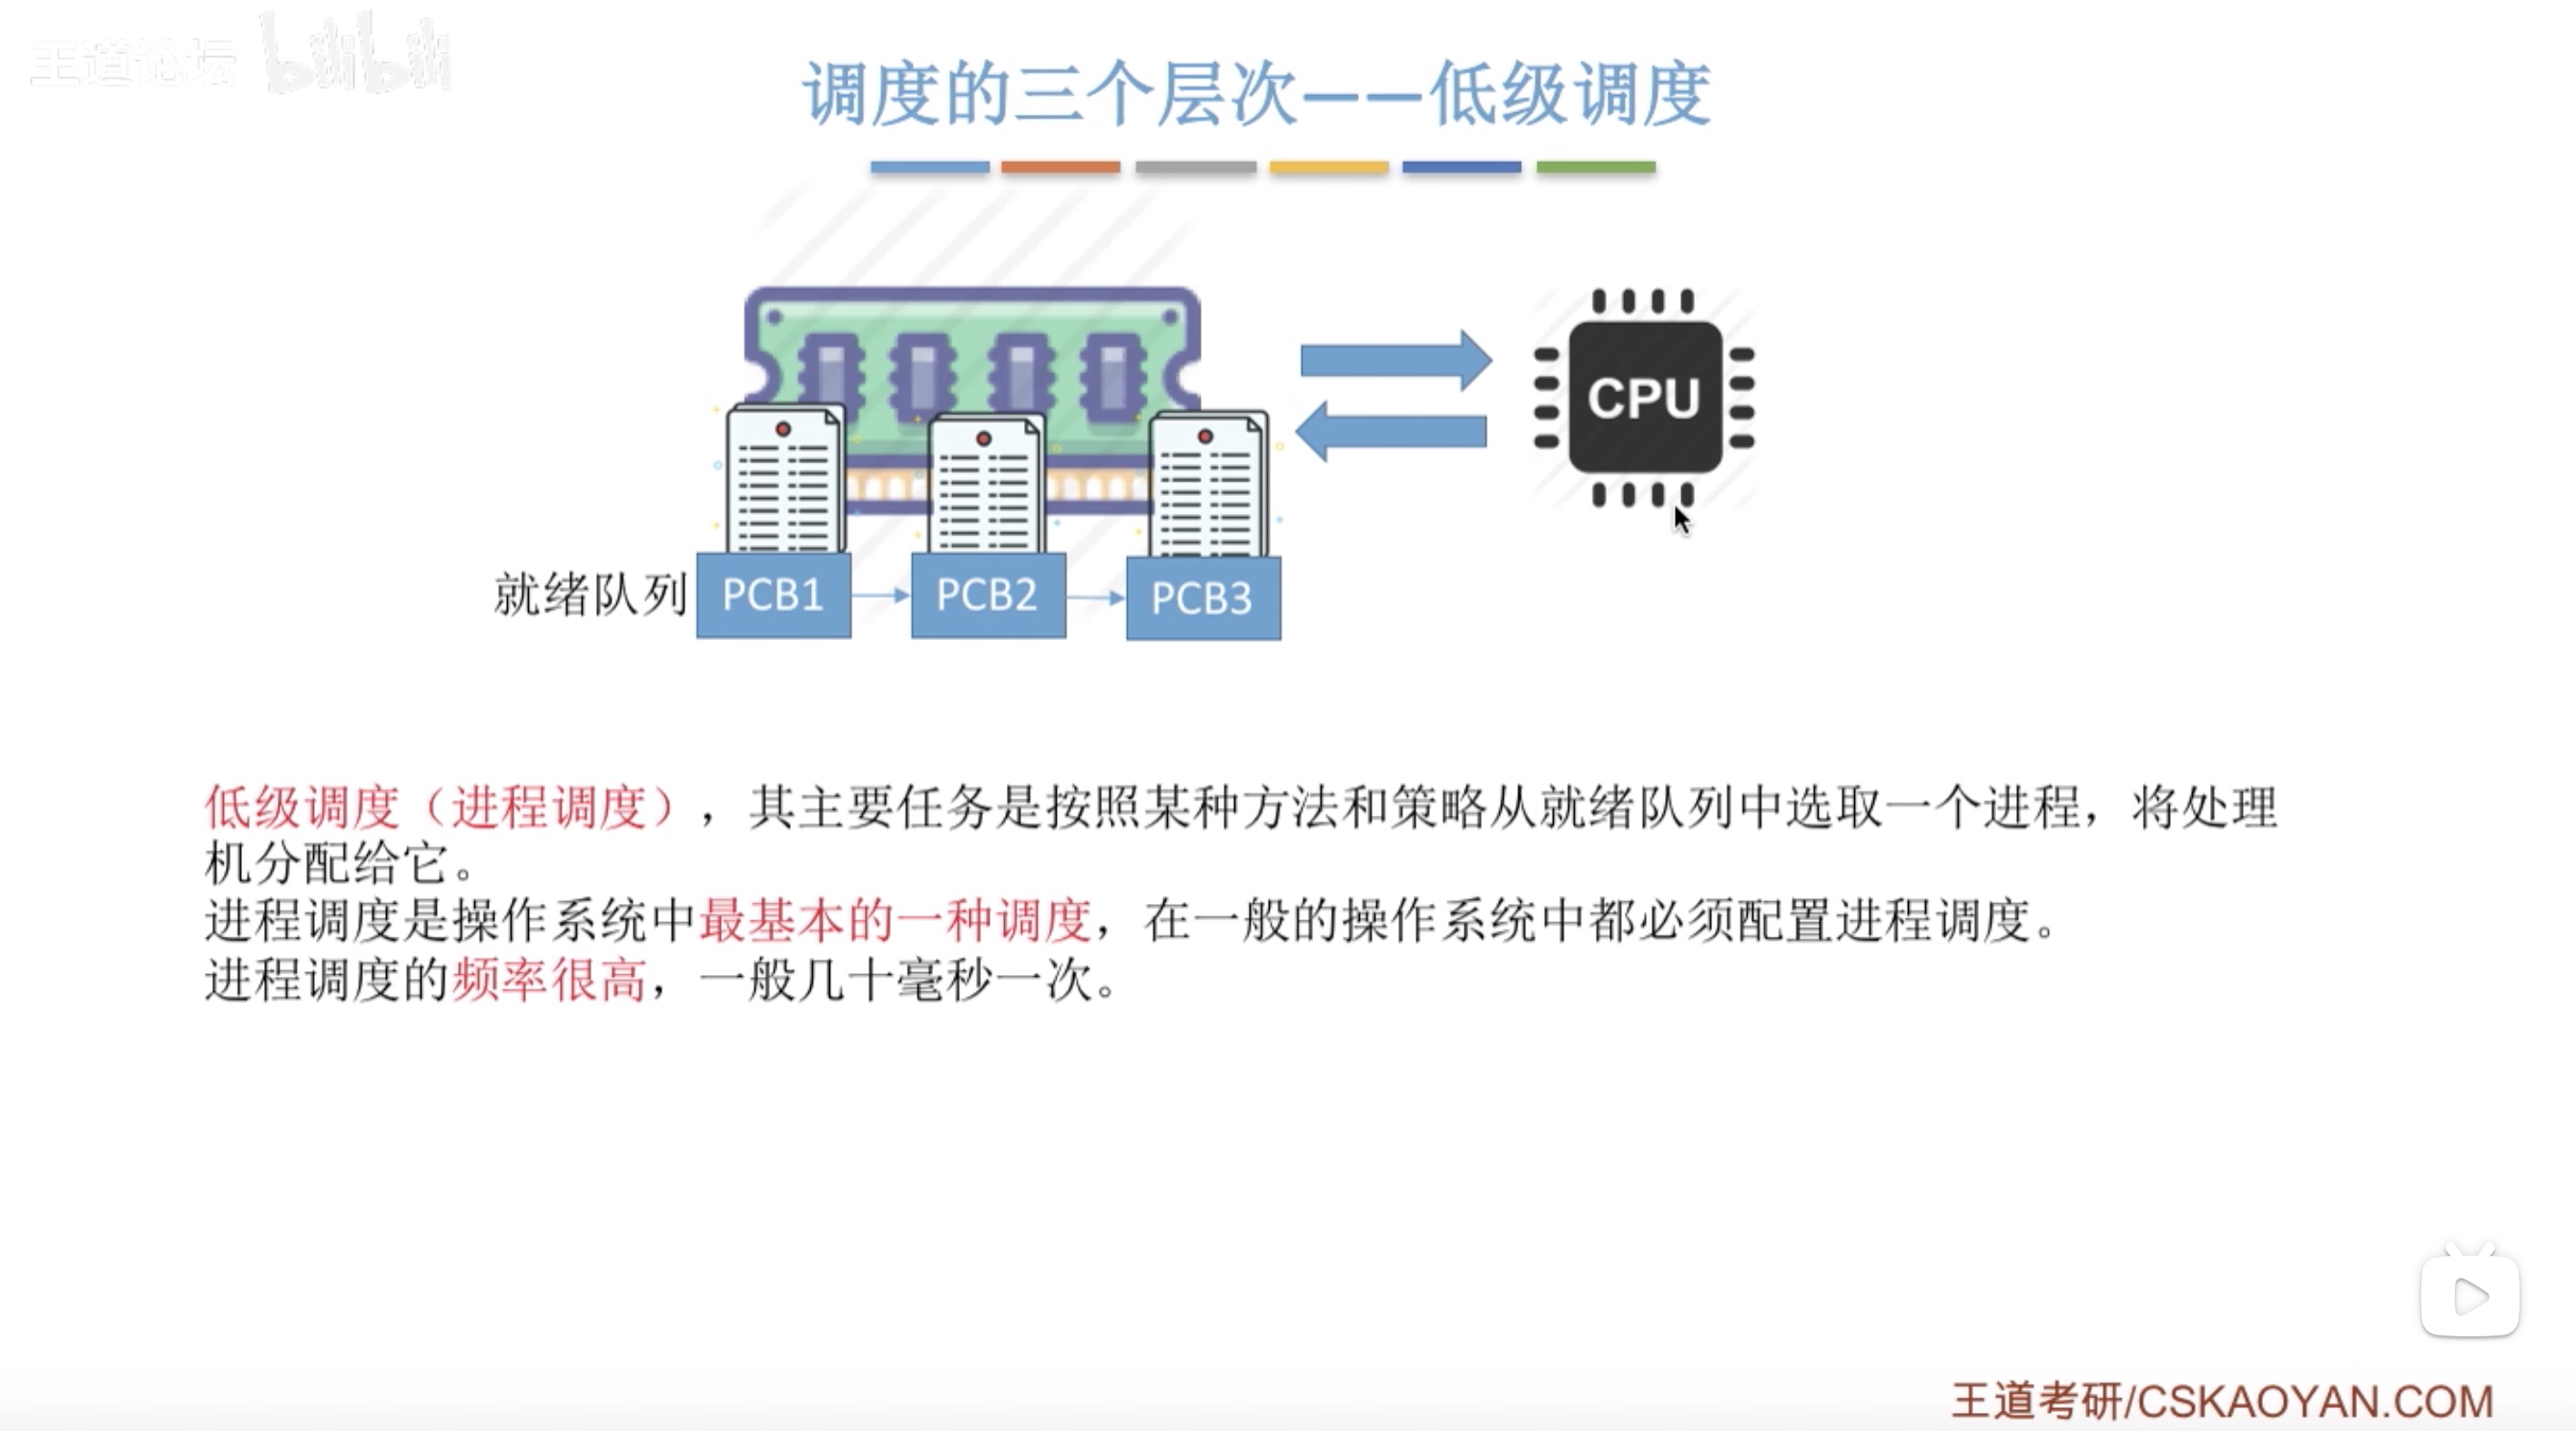 王道论坛 bilibili
调度的三个层次——低级调度
CPU
就绪队列 PCB1 PCB2 PCB3
低级调度（进程调度），其主要任务是按照某种方法和策略从就绪队列中选取一个进程，将处理
机分配给它。
进程调度是操作系统中最基本的一种调度，在一般的操作系统中都必须配置进程调度。
进程调度的频率很高，一般几十毫秒一次。
王道考研/CSKAOYAN.COM